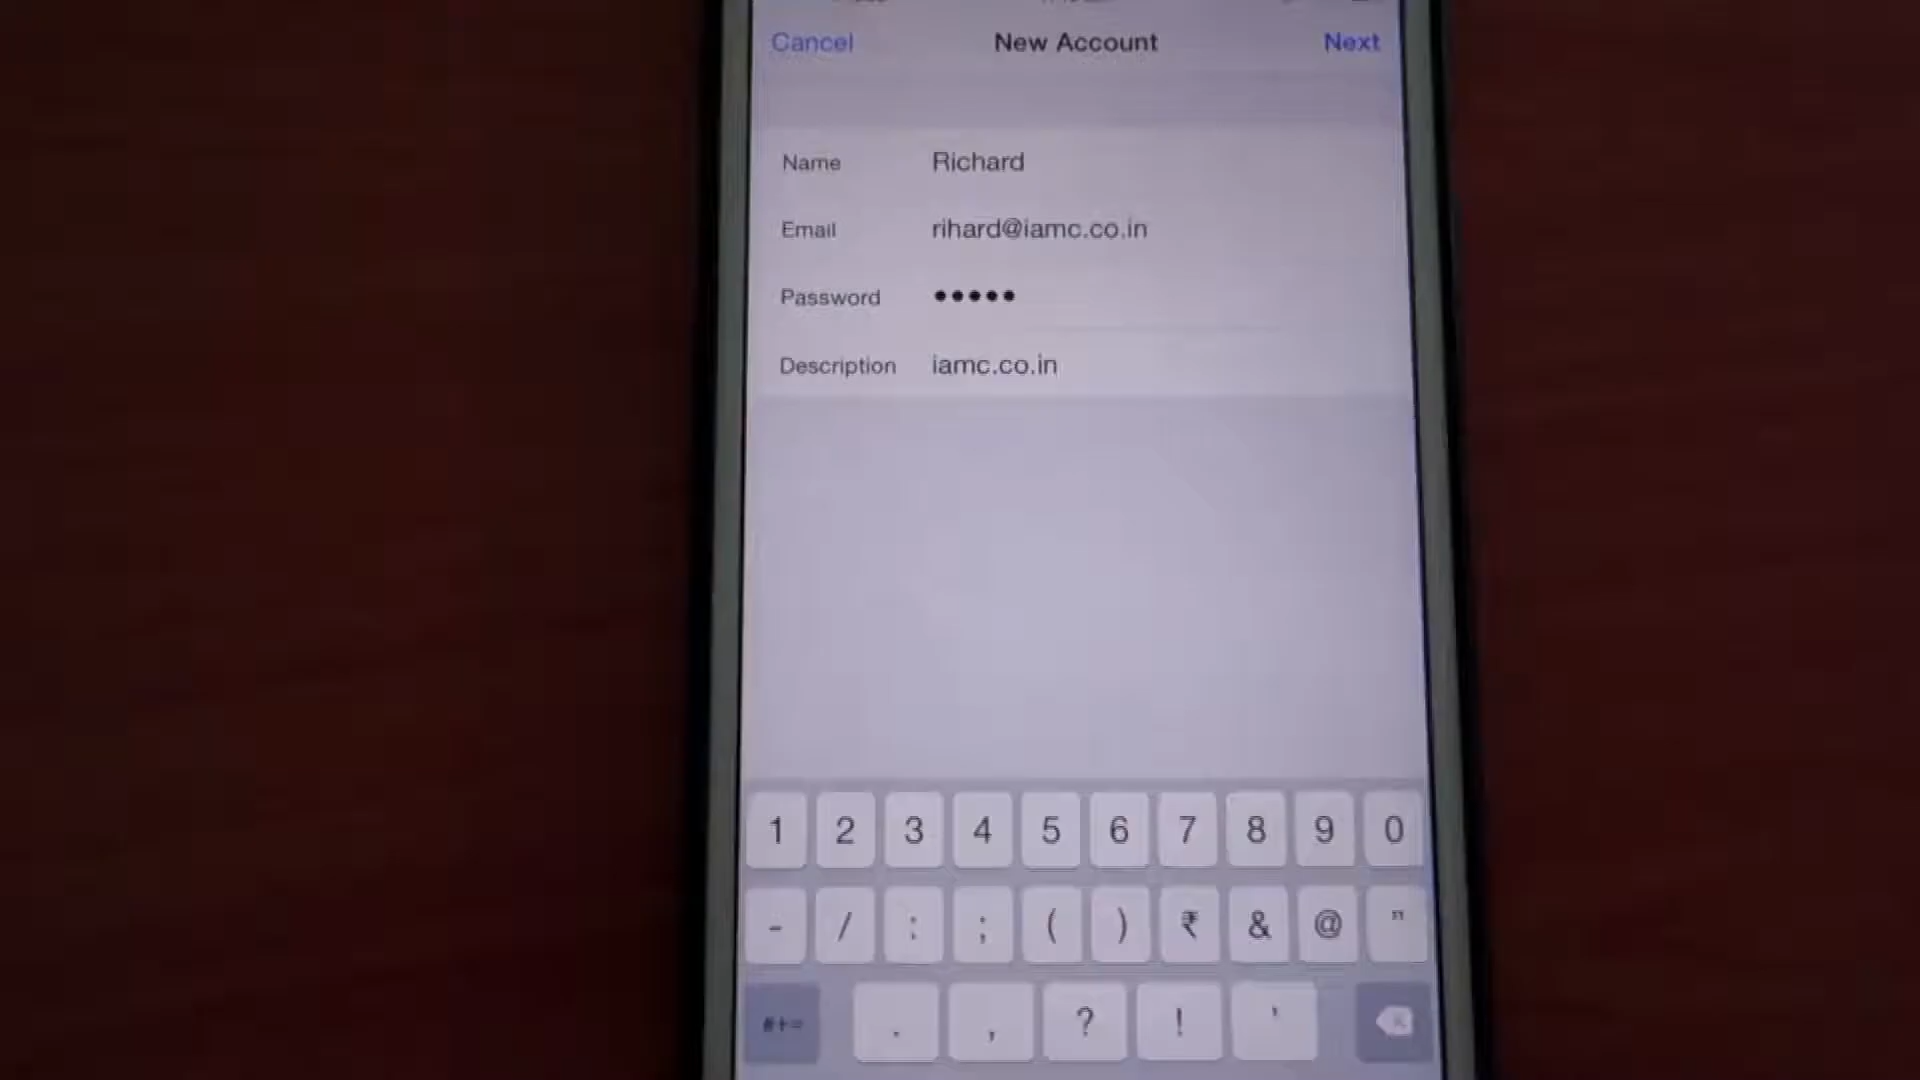 Cancel New Account Next
Name Richard
Email rihard@iamc.co.in
Password •••••
Description iamc.co.in
1 2 3 4 5 6 7 8 9 0
- / : ; ( ) ₹ & @ "
#+= . , ? ! '